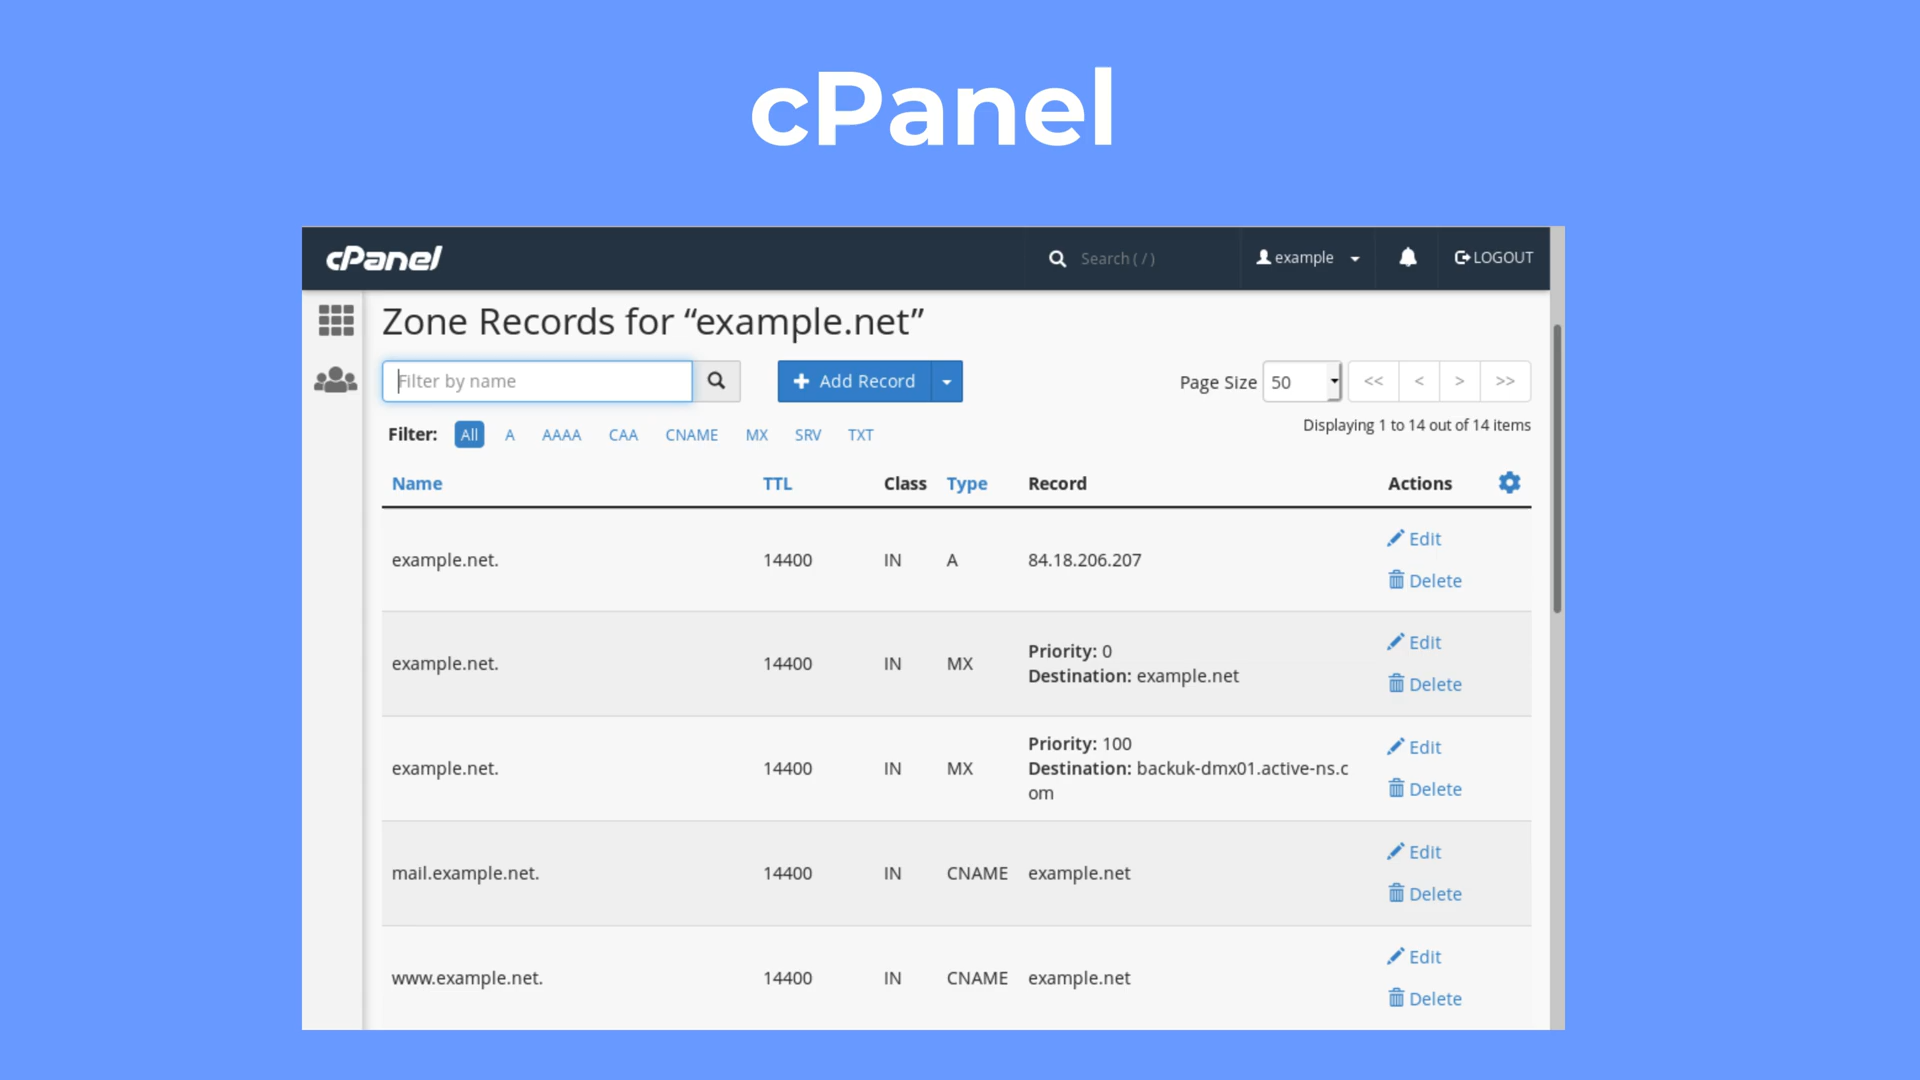 cPanel
cPanel
Search ( / )
example
LOGOUT
Zone Records for “example.net”
Filter by name
Add Record
Page Size 50
<< < > >>
Filter: All A AAAA CAA CNAME MX SRV TXT
Displaying 1 to 14 out of 14 items
Name TTL Class Type Record Actions
example.net. 14400 IN A 84.18.206.207
Edit
Delete
example.net. 14400 IN MX
Priority: 0
Destination: example.net
Edit
Delete
example.net. 14400 IN MX
Priority: 100
Destination: backuk-dmx01.active-ns.c
om
Edit
Delete
mail.example.net. 14400 IN CNAME example.net
Edit
Delete
www.example.net. 14400 IN CNAME example.net
Edit
Delete